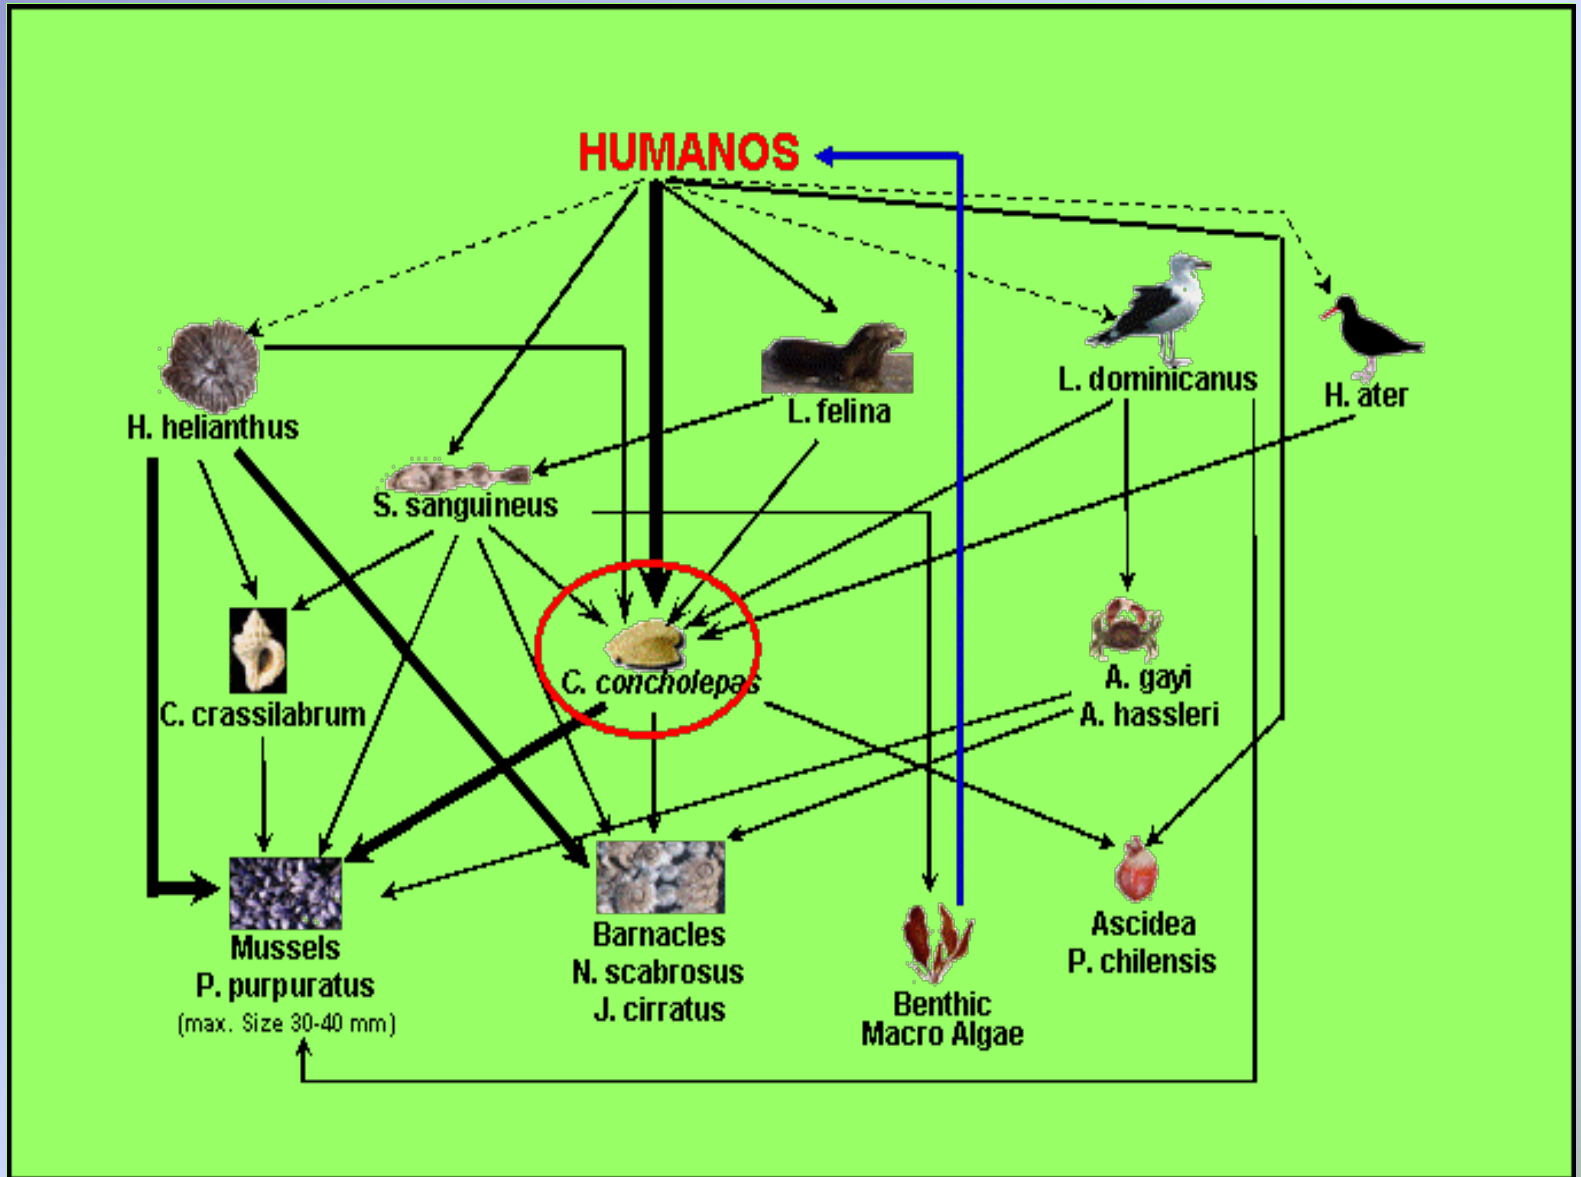 HUMANOS
L. dominicanus
H. ater
L. felina
H. helianthus
S. sanguineus
C. concholepas
A. gayi
A. hassleri
C. crassilabrum
Mussels
P. purpuratus
(max. Size 30-40 mm)
Barnacles
N. scabrosus
J. cirratus
Benthic
Macro Algae
Ascidea
P. chilensis